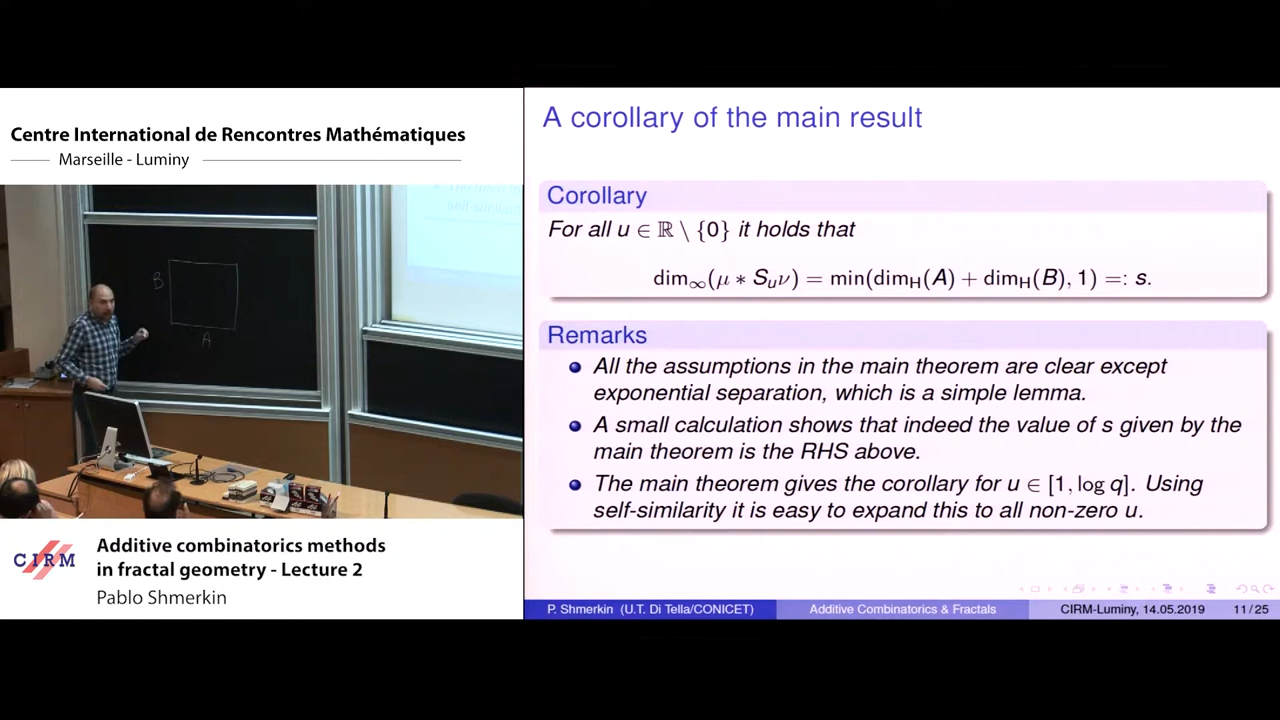 Centre International de Rencontres Mathématiques
Marseille - Luminy
B
A
CIRM
Additive combinatorics methods
in fractal geometry - Lecture 2
Pablo Shmerkin
A corollary of the main result
Corollary
For all u ∈ ℝ \ {0} it holds that
dim∞(μ ∗ Sᵤν) = min(dim_H(A) + dim_H(B), 1) =: s.
Remarks
All the assumptions in the main theorem are clear except
exponential separation, which is a simple lemma.
A small calculation shows that indeed the value of s given by the
main theorem is the RHS above.
The main theorem gives the corollary for u ∈ [1, log q]. Using
self-similarity it is easy to expand this to all non-zero u.
P. Shmerkin (U.T. Di Tella/CONICET)
Additive Combinatorics & Fractals
CIRM-Luminy, 14.05.2019
11 / 25